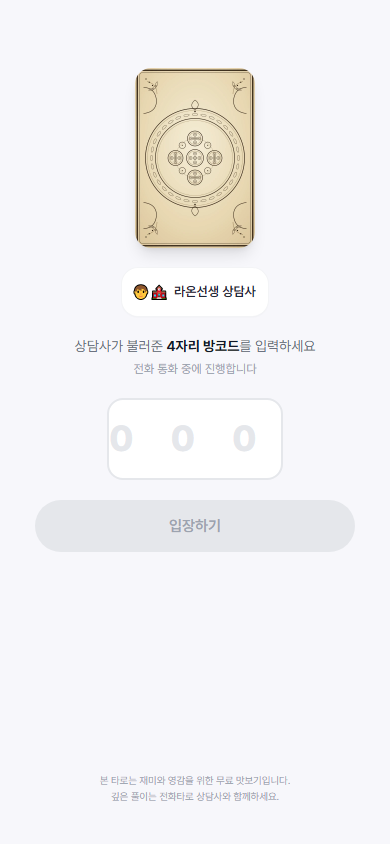 라온선생 상담사
상담사가 불러준 4자리 방코드를 입력하세요
전화 통화 중에 진행합니다
0 0 0
입장하기
본 타로는 재미와 영감을 위한 무료 맛보기입니다.
깊은 풀이는 전화타로 상담사와 함께하세요.